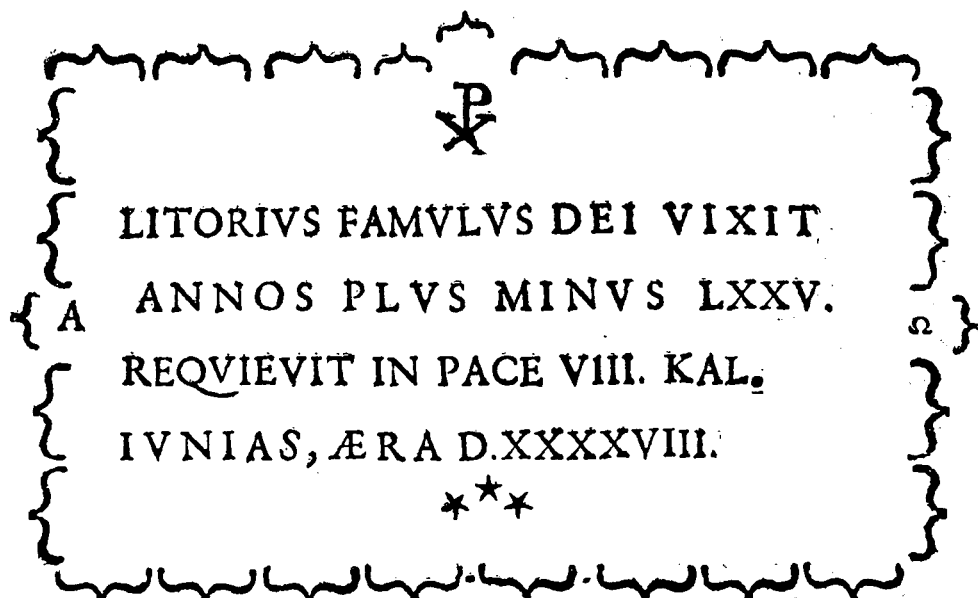 ☧
LITORIVS FAMVLVS DEI VIXIT
ANNOS PLVS MINVS LXXV.
A
Ω
REQVIEVIT IN PACE VIII. KAL.
IVNIAS, ÆRA D.XXXXVIII.